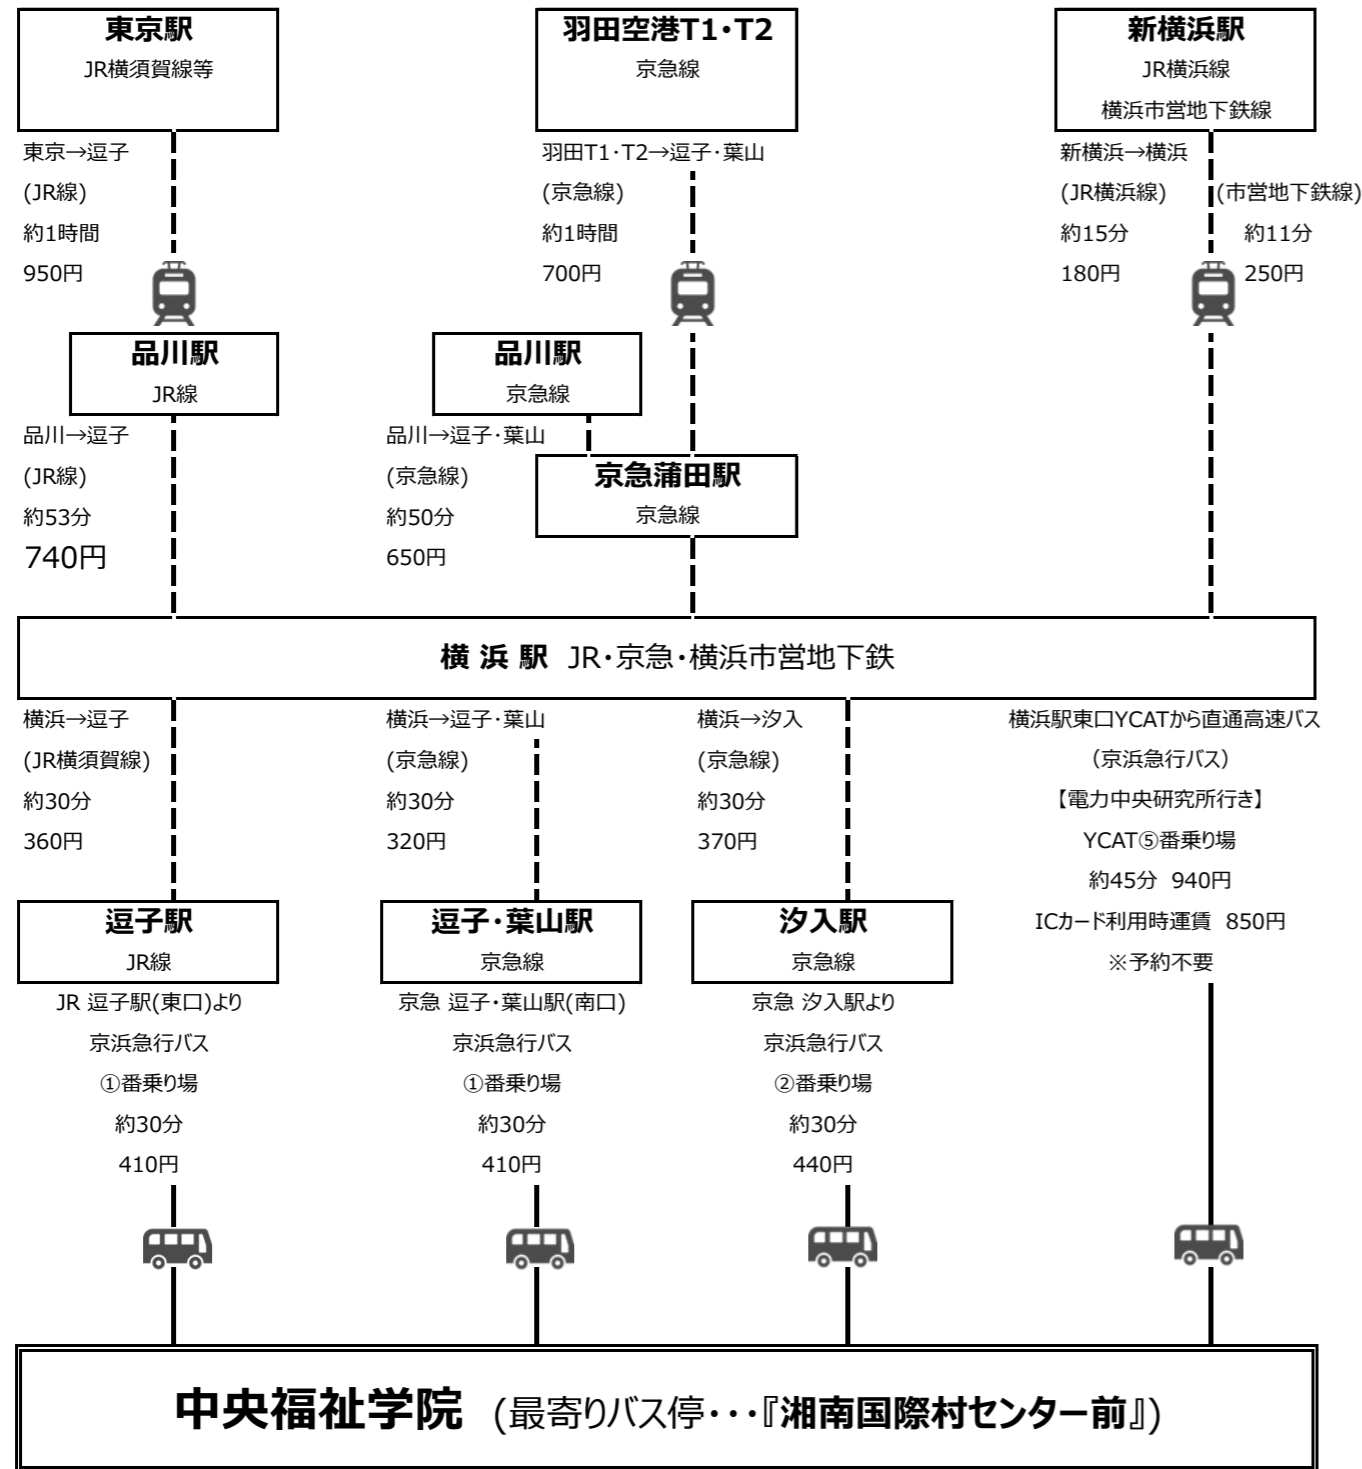 東京駅
JR横須賀線等
羽田空港T1・T2
京急線
新横浜駅
JR横浜線
横浜市営地下鉄線
東京→逗子
(JR線)
約1時間
950円
羽田T1・T2→逗子・葉山
(京急線)
約1時間
700円
新横浜→横浜
(JR横浜線)
約15分
180円
(市営地下鉄線)
約11分
250円
品川駅
JR線
品川駅
京急線
品川→逗子
(JR線)
約53分
740円
品川→逗子・葉山
(京急線)
約50分
650円
京急蒲田駅
京急線
横 浜 駅 JR・京急・横浜市営地下鉄
横浜→逗子
(JR横須賀線)
約30分
360円
横浜→逗子・葉山
(京急線)
約30分
320円
横浜→汐入
(京急線)
約30分
370円
横浜駅東口YCATから直通高速バス
（京浜急行バス）
【電力中央研究所行き】
YCAT⑤番乗り場
約45分 940円
ICカード利用時運賃 850円
※予約不要
逗子駅
JR線
JR 逗子駅(東口)より
京浜急行バス
①番乗り場
約30分
410円
逗子・葉山駅
京急線
京急 逗子・葉山駅(南口)
京浜急行バス
①番乗り場
約30分
410円
汐入駅
京急線
京急 汐入駅より
京浜急行バス
②番乗り場
約30分
440円
中央福祉学院 (最寄りバス停・・・『湘南国際村センター前』)